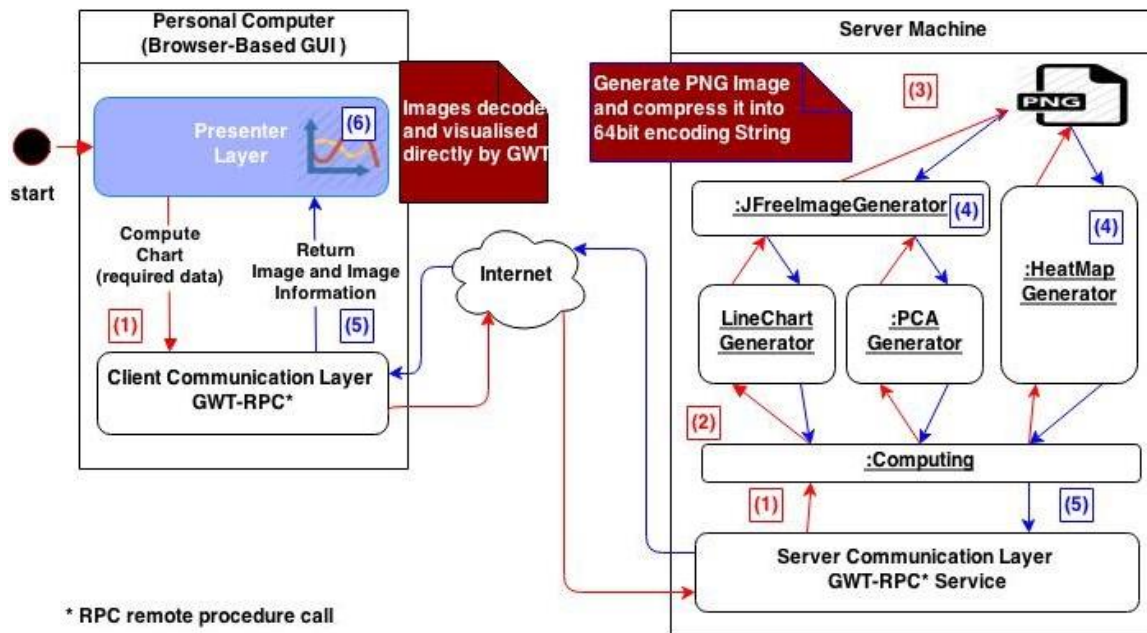 Personal Computer
(Browser-Based GUI )
Presenter
Layer
(6)
Images decode
and visualised
directly by GWT
start
Compute
Chart
(required data)
Return
Image and Image
Information
(1)
(5)
Client Communication Layer
GWT-RPC*
Internet
* RPC remote procedure call
Server Machine
Generate PNG Image
and compress it into
64bit encoding String
(3)
PNG
:JFreeImageGenerator
(4)
(4)
:HeatMap
Generator
LineChart
Generator
:PCA
Generator
(2)
:Computing
(1)
(5)
Server Communication Layer
GWT-RPC* Service